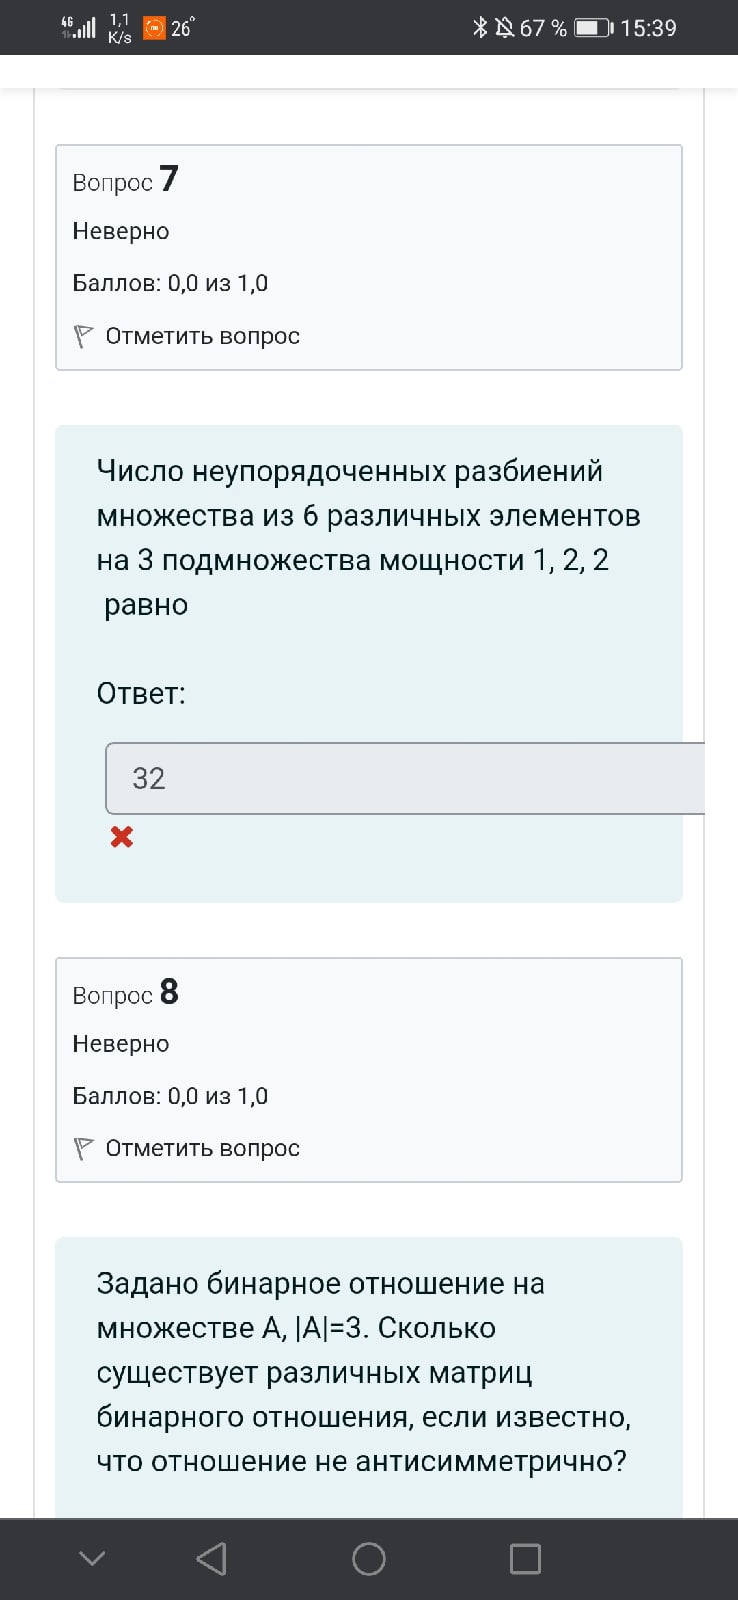 4G 1,1 K/s 26° 67 % 15:39
Вопрос 7
Неверно
Баллов: 0,0 из 1,0
Отметить вопрос
Число неупорядоченных разбиений
множества из 6 различных элементов
на 3 подмножества мощности 1, 2, 2
равно
Ответ:
32
Вопрос 8
Неверно
Баллов: 0,0 из 1,0
Отметить вопрос
Задано бинарное отношение на
множестве А, |А|=3. Сколько
существует различных матриц
бинарного отношения, если известно,
что отношение не антисимметрично?